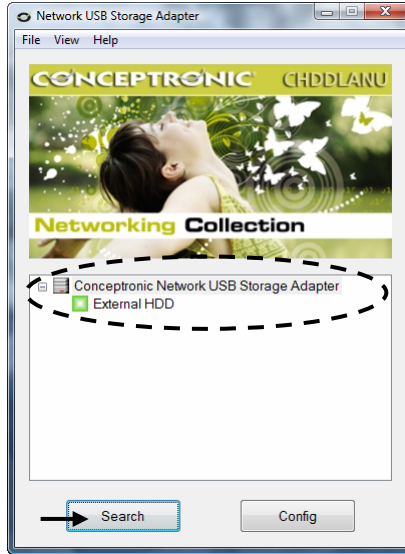 Network USB Storage Adapter
File View Help
CONCEPTRONIC CHDDLANU
Networking Collection
Conceptronic Network USB Storage Adapter
External HDD
Search Config